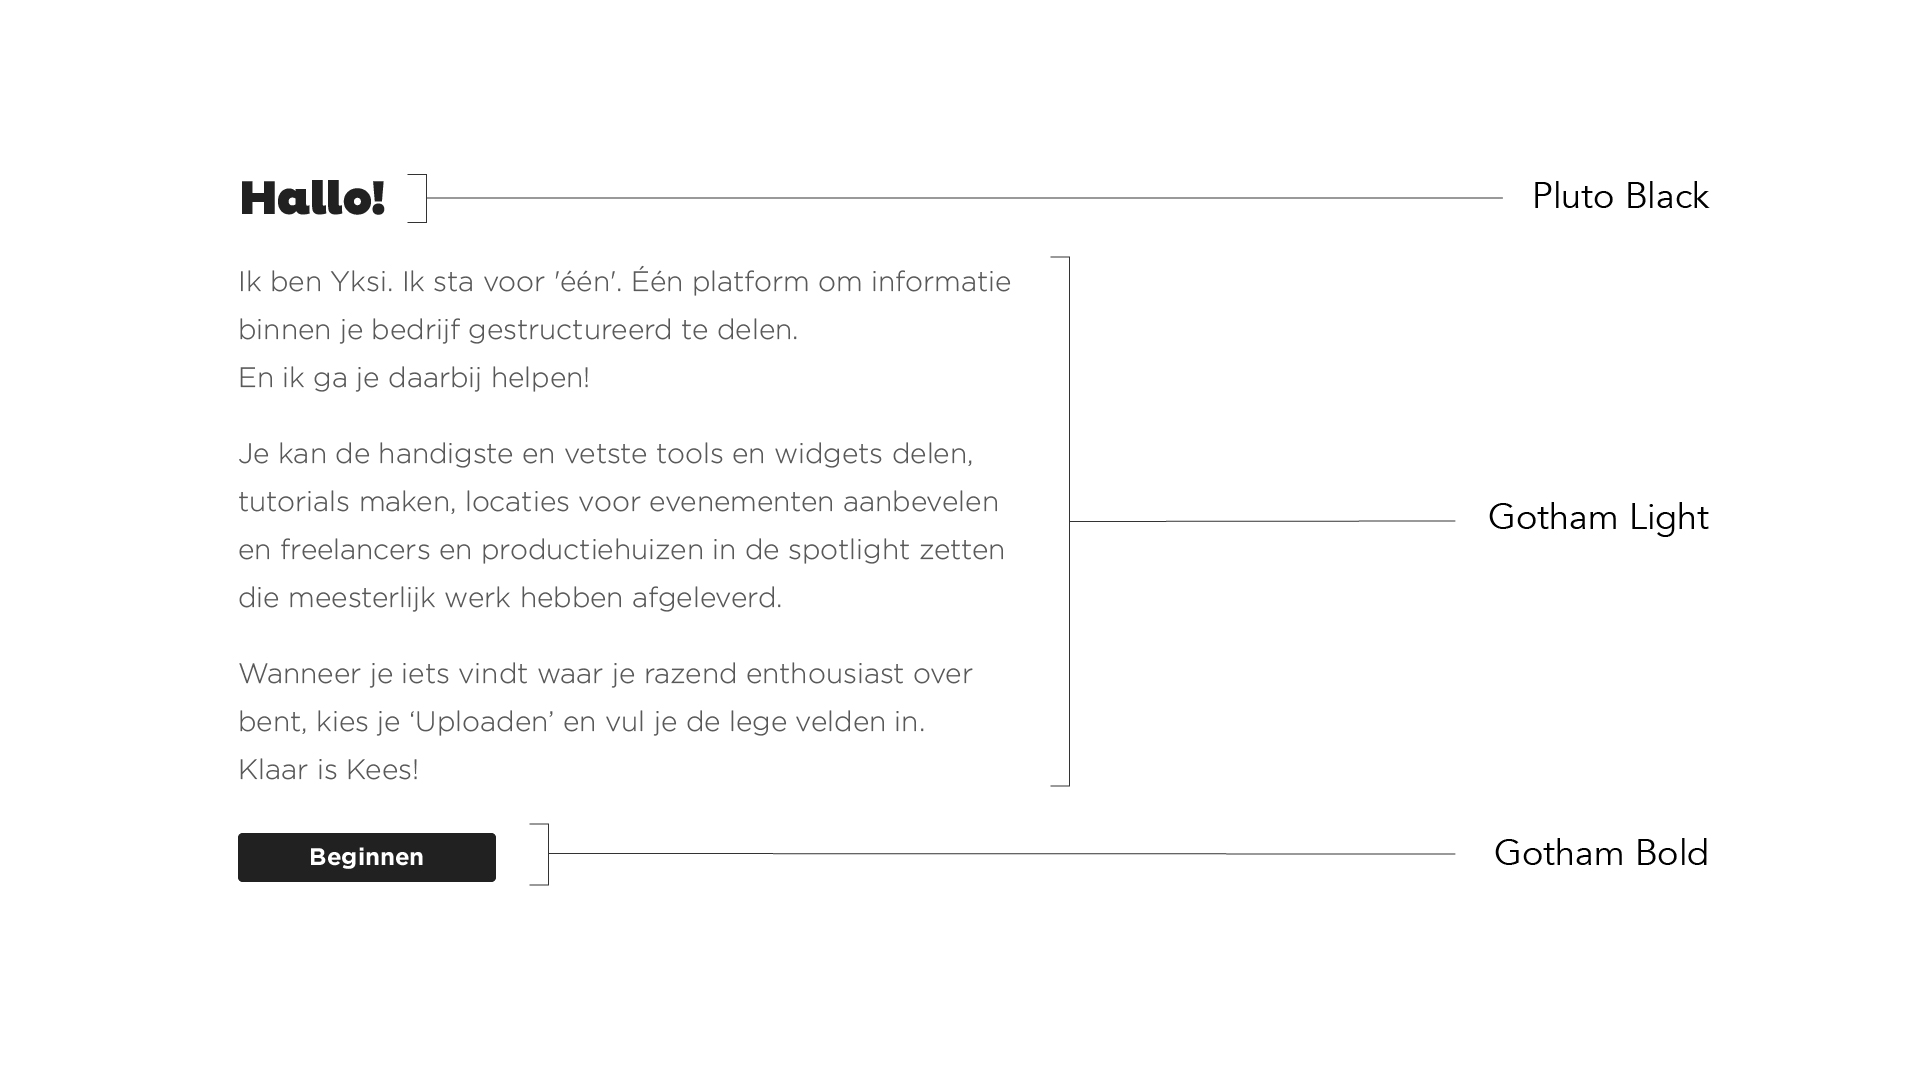 Hallo!
Pluto Black
Ik ben Yksi. Ik sta voor 'één'. Één platform om informatie
binnen je bedrijf gestructureerd te delen.
En ik ga je daarbij helpen!
Je kan de handigste en vetste tools en widgets delen,
tutorials maken, locaties voor evenementen aanbevelen
en freelancers en productiehuizen in de spotlight zetten
die meesterlijk werk hebben afgeleverd.
Wanneer je iets vindt waar je razend enthousiast over
bent, kies je ‘Uploaden’ en vul je de lege velden in.
Klaar is Kees!
Gotham Light
Beginnen
Gotham Bold